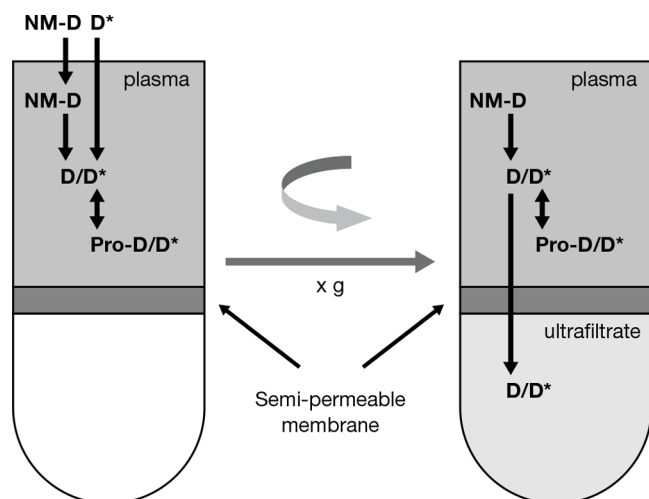 NM-D D*
plasma
NM-D
D/D*
Pro-D/D*
x g
Semi-permeable
membrane
plasma
NM-D
D/D*
Pro-D/D*
ultrafiltrate
D/D*